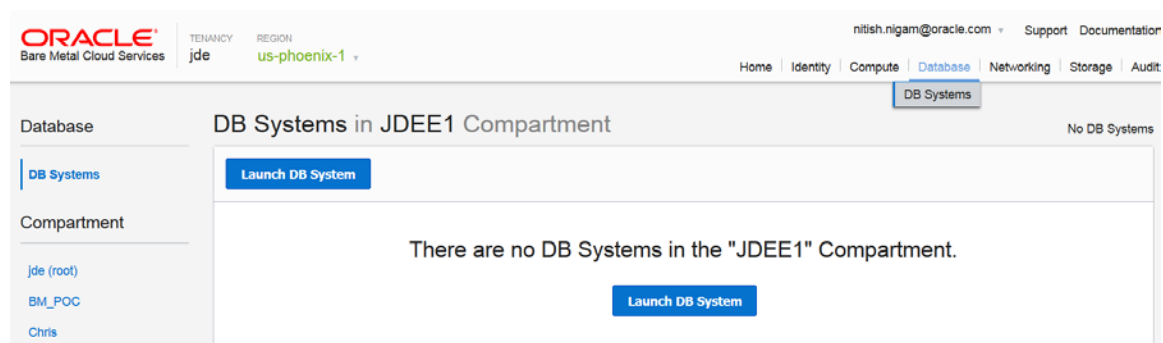 ORACLE®
Bare Metal Cloud Services
TENANCY
jde
REGION
us-phoenix-1
nitish.nigam@oracle.com
Support
Documentation
Home
Identity
Compute
Database
Networking
Storage
Audit
DB Systems
Database
DB Systems
Compartment
jde (root)
BM_POC
Chris
DB Systems in JDEE1 Compartment
No DB Systems
Launch DB System
There are no DB Systems in the "JDEE1" Compartment.
Launch DB System